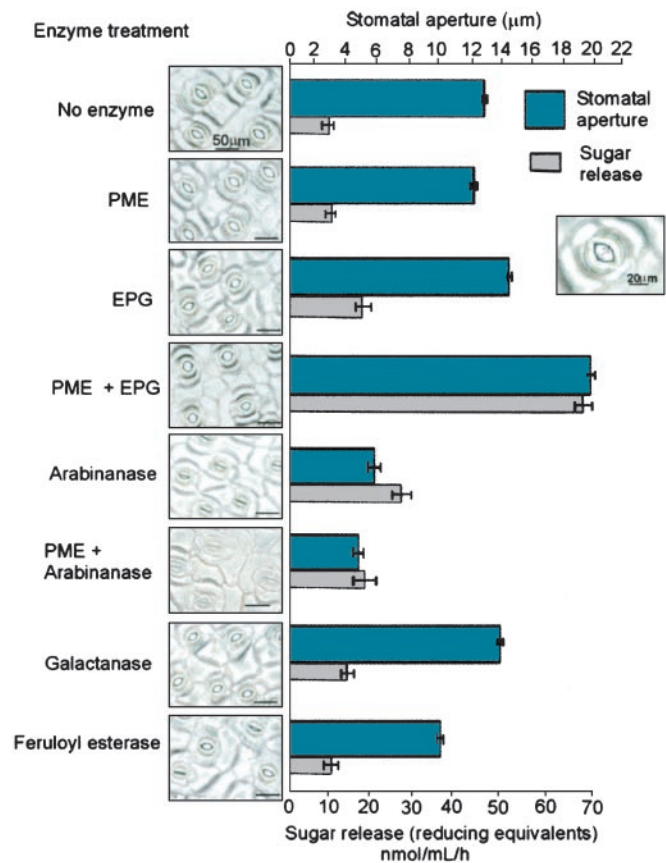 Enzyme treatment
Stomatal aperture (μm)
0 2 4 6 8 10 12 14 16 18 20 22
No enzyme
50μm
PME
EPG
PME + EPG
Arabinanase
PME +
Arabinanase
Galactanase
Feruloyl esterase
Stomatal
aperture
Sugar
release
20μm
0 10 20 30 40 50 60 70
Sugar release (reducing equivalents)
nmol/mL/h